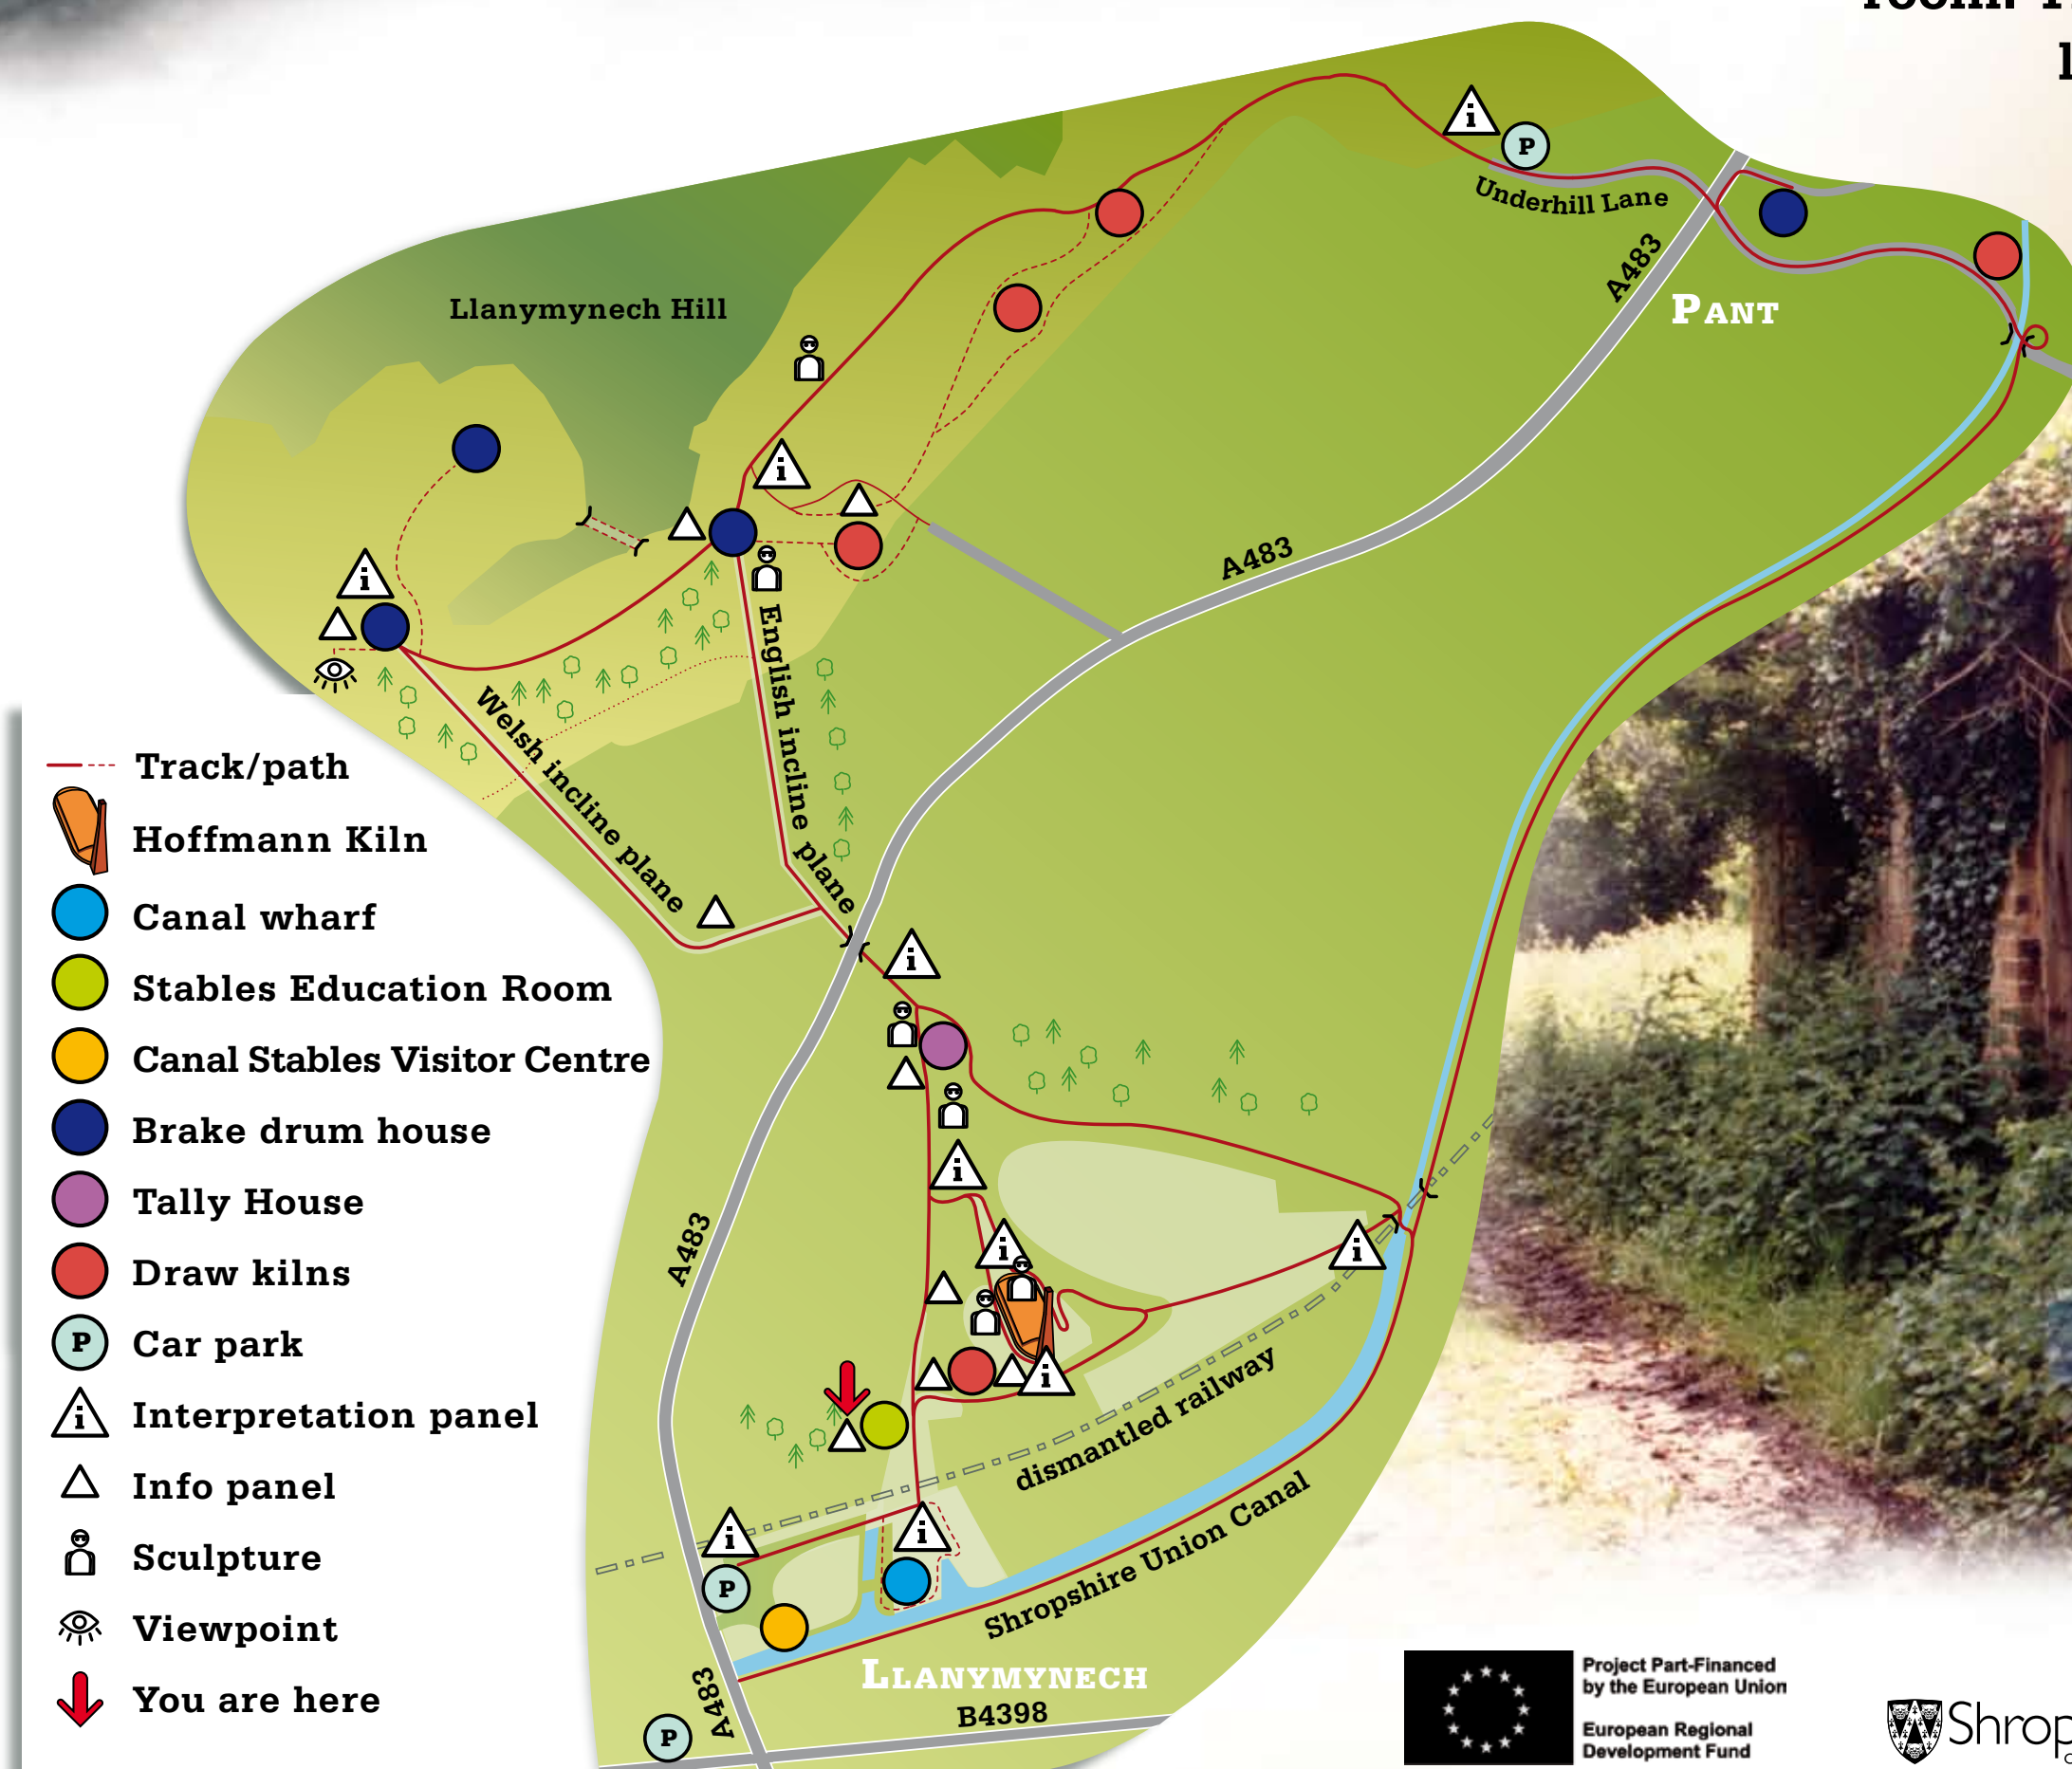 Underhill Lane
A483
PANT
Llanymynech Hill
A483
English incline plane
Welsh incline plane
Track/path
Hoffmann Kiln
Canal wharf
Stables Education Room
Canal Stables Visitor Centre
Brake drum house
Tally House
Draw kilns
P Car park
i Interpretation panel
Info panel
Sculpture
Viewpoint
You are here
A483
dismantled railway
Shropshire Union Canal
LLANYMYNECH
A483
B4398
Project Part-Financed
by the European Union
European Regional
Development Fund